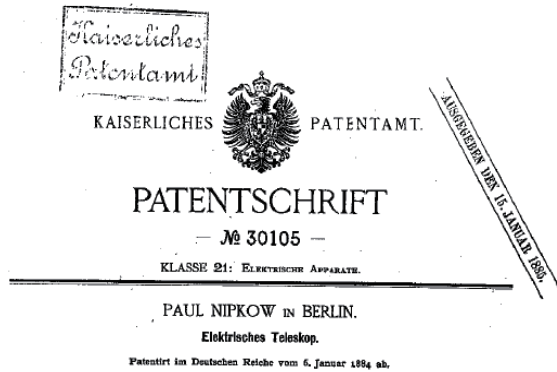 Kaiserliches
Patentamt
KAISERLICHES PATENTAMT.
AUSGEGEBEN DEN 15. JANUAR 1885.
PATENTSCHRIFT
— № 30105 —
KLASSE 21: ELEKTRISCHE APPARATE.
PAUL NIPKOW IN BERLIN.
Elektrisches Teleskop.
Patentirt im Deutschen Reiche vom 6. Januar 1884 ab.